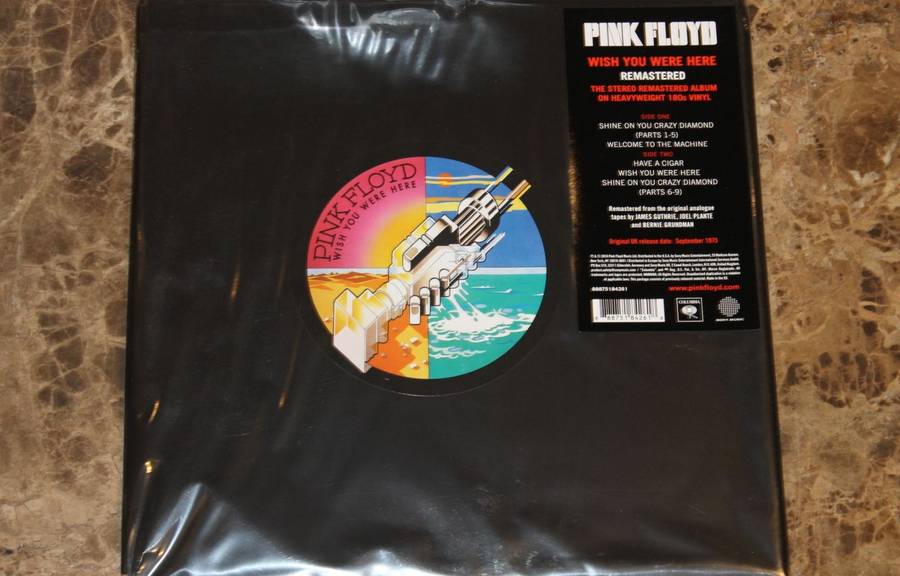 PINK FLOYD
WISH YOU WERE HERE
PINK FLOYD
WISH YOU WERE HERE
REMASTERED
THE STEREO REMASTERED ALBUM
ON HEAVYWEIGHT 180G VINYL
SIDE ONE
SHINE ON YOU CRAZY DIAMOND
(PARTS 1-5)
WELCOME TO THE MACHINE
SIDE TWO
HAVE A CIGAR
WISH YOU WERE HERE
SHINE ON YOU CRAZY DIAMOND
(PARTS 6-9)
Remastered from the original analogue
tapes by JAMES GUTHRIE, JOEL PLANTE
and BERNIE GRUNDMAN
Original UK release date: September 1975
88875184261
www.pinkfloyd.com
COLUMBIA